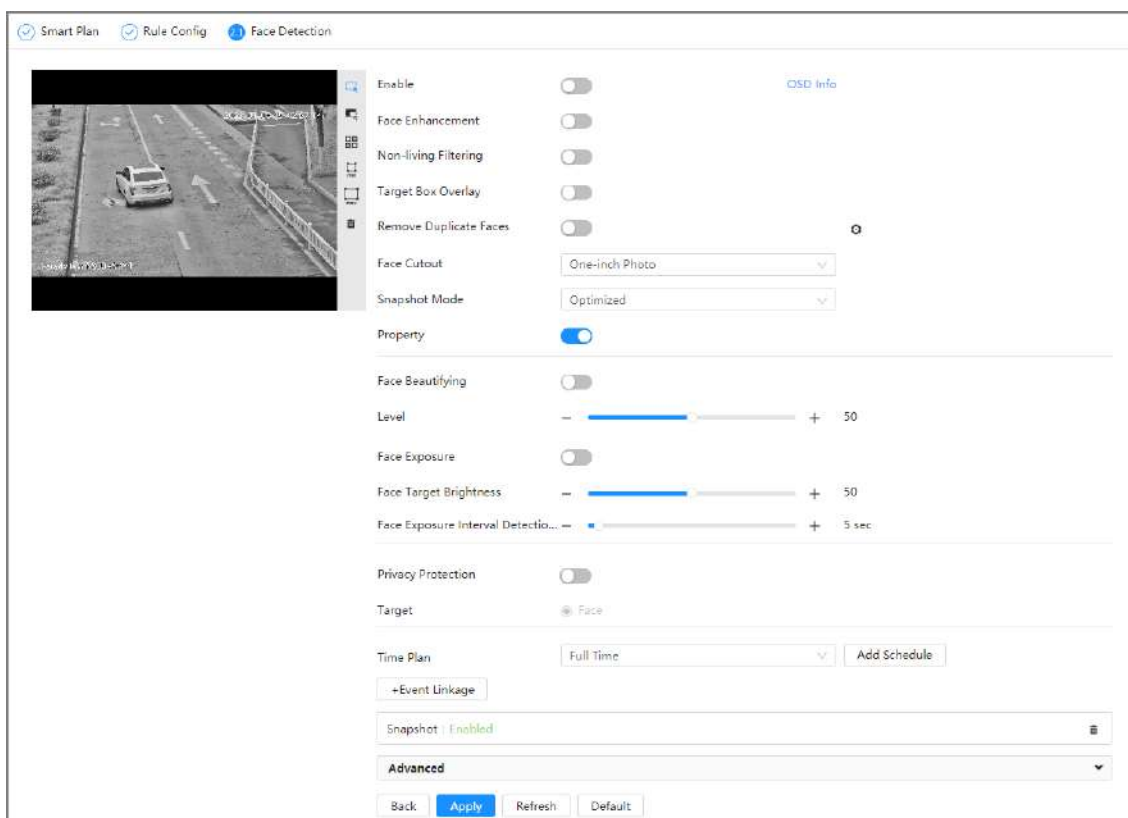 Smart Plan
Rule Config
2.1 Face Detection
Enable
OSD Info
Face Enhancement
Non-living Filtering
Target Box Overlay
Remove Duplicate Faces
Face Cutout One-inch Photo
Snapshot Mode Optimized
Property
Face Beautifying
Level − + 50
Face Exposure
Face Target Brightness − + 50
Face Exposure Interval Detectio... − + 5 sec
Privacy Protection
Target Face
Time Plan Full Time Add Schedule
+Event Linkage
Snapshot : Enabled
Advanced
Back Apply Refresh Default